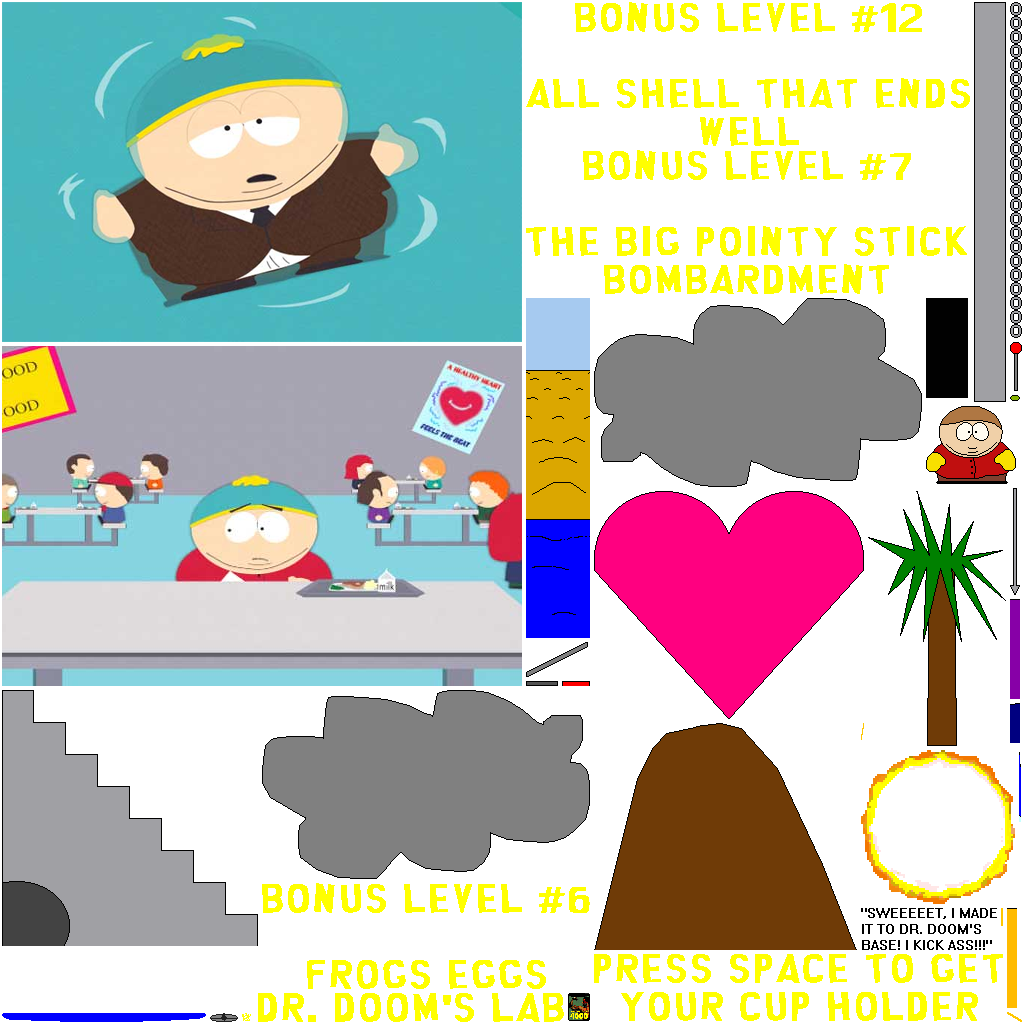 BONUS LEVEL #12
ALL SHELL THAT ENDS
WELL
BONUS LEVEL #7
THE BIG POINTY STICK
BOMBARDMENT
OOD
OOD
A HEALTHY HEART
FEELS THE BEAT
milk
BONUS LEVEL #6
"SWEEEEET, I MADE
IT TO DR. DOOM'S
BASE! I KICK ASS!!!"
FROGS EGGS
DR. DOOM'S LAB
PRESS SPACE TO GET
YOUR CUP HOLDER